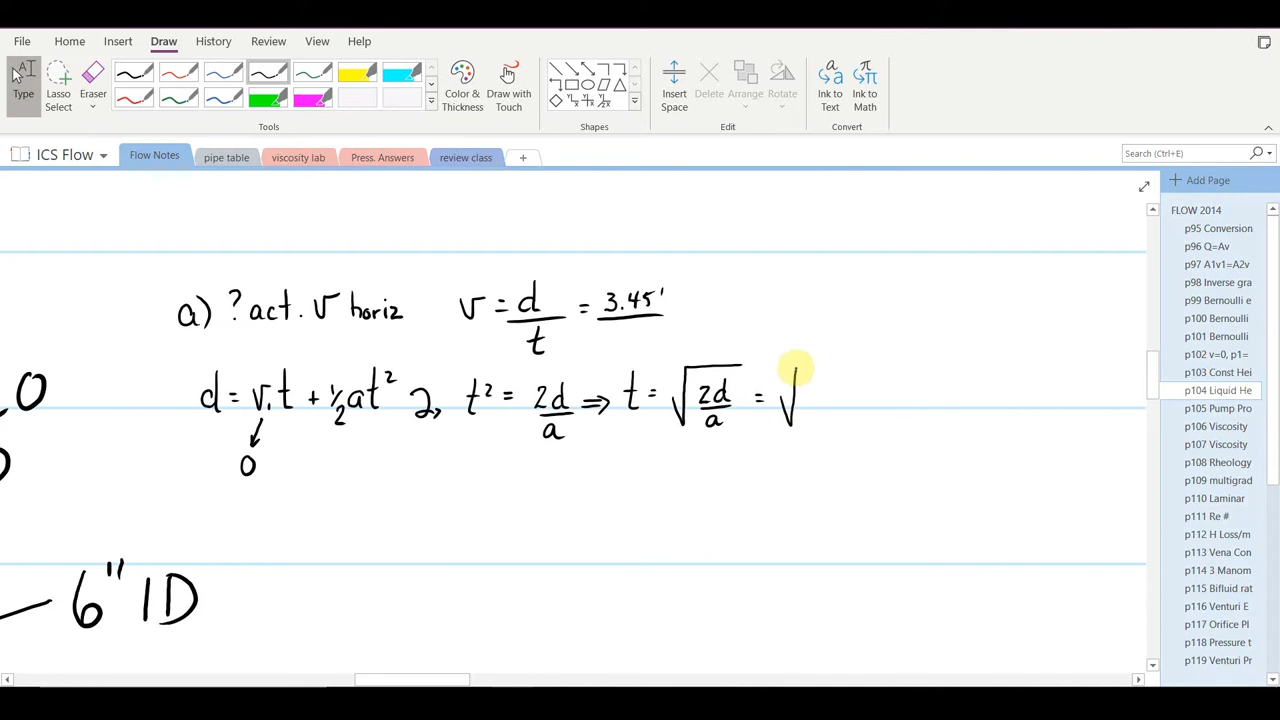 File Home Insert Draw History Review View Help
Type
Lasso Select
Eraser
Color & Thickness
Draw with Touch
Insert Space
Delete
Arrange
Rotate
Ink to Text
Ink to Math
Tools
Shapes
Edit
Convert
ICS Flow
Flow Notes
pipe table
viscosity lab
Press. Answers
review class
+
Search (Ctrl+E)
Add Page
FLOW 2014
p95 Conversion
p96 Q=Av
p97 A1v1=A2v
p98 Inverse gra
p99 Bernoulli e
p100 Bernoulli
p101 Bernoulli
p102 v=0, p1=
p103 Const Hei
p104 Liquid He
p105 Pump Pro
p106 Viscosity
p107 Viscosity
p108 Rheology
p109 multigrad
p110 Laminar
p111 Re #
p112 H Loss/m
p113 Vena Con
p114 3 Manom
p115 Bifluid rat
p116 Venturi E
p117 Orifice Pl
p118 Pressure t
p119 Venturi Pr
a) ? act. v horiz v = d/t = 3.45'
d = v₁t + ½at² 2, t² = 2d/a ⇒ t = √(2d/a) = √
0
6" ID